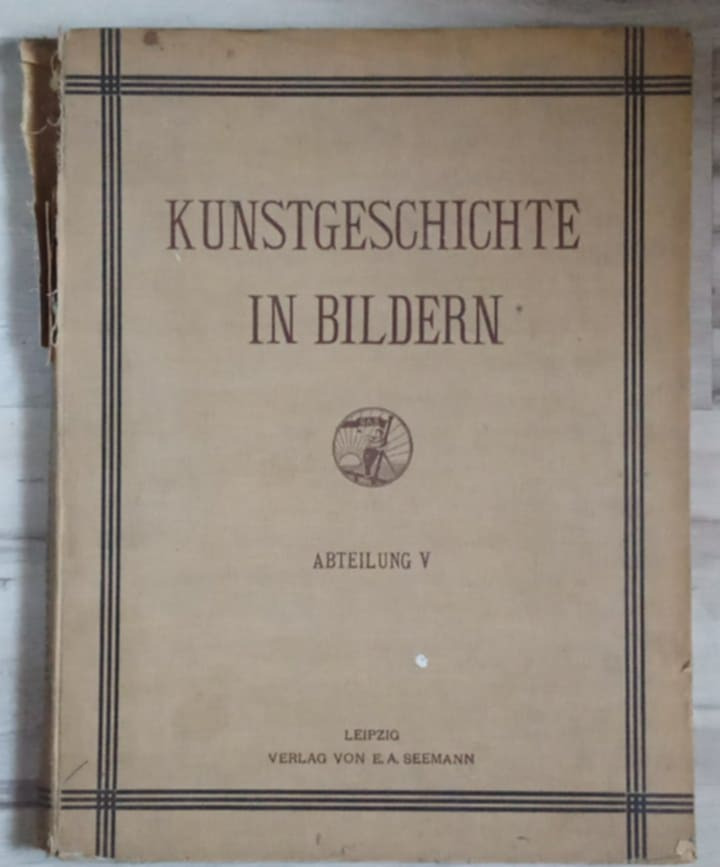 KUNSTGESCHICHTE
IN BILDERN
ABTEILUNG V
LEIPZIG
VERLAG VON E. A. SEEMANN